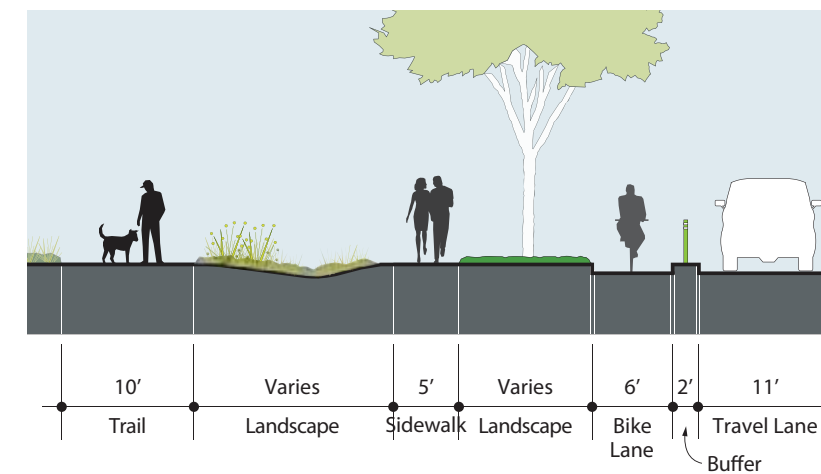 10’
Varies
5’
Varies
6’
2’
11’
Trail
Landscape
Sidewalk
Landscape
Bike
Lane
Travel Lane
Buffer